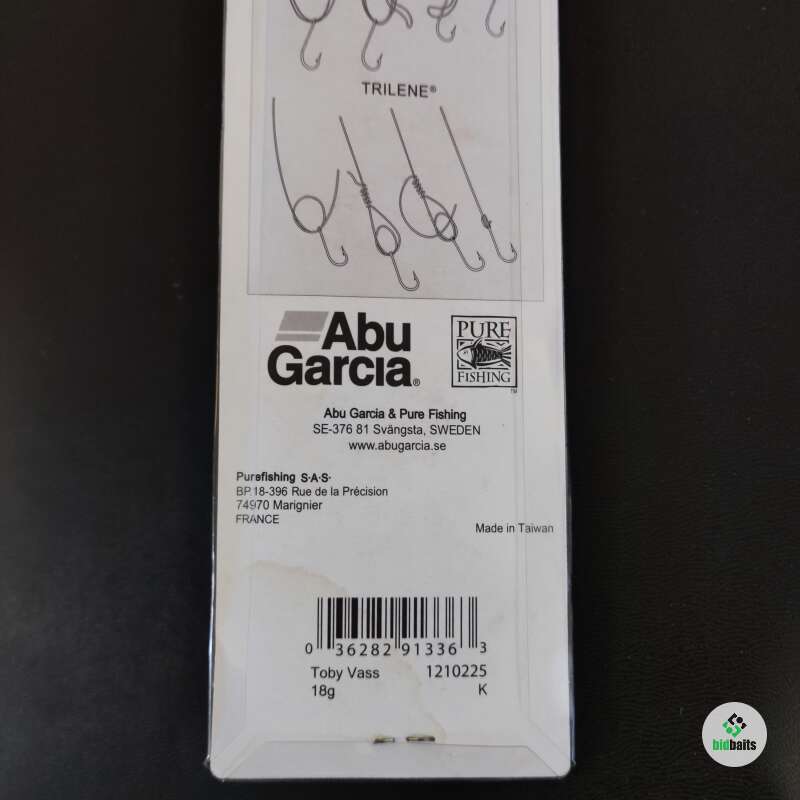 TRILENE®
Abu
Garcia®
PURE
FISHING™
Abu Garcia & Pure Fishing
SE-376 81 Svängsta, SWEDEN
www.abugarcia.se
Purefishing S·A·S·
BP 18-396 Rue de la Précision
74970 Marignier
FRANCE
Made in Taiwan
0 36282 91336 3
Toby Vass 1210225
18g K
bidbaits